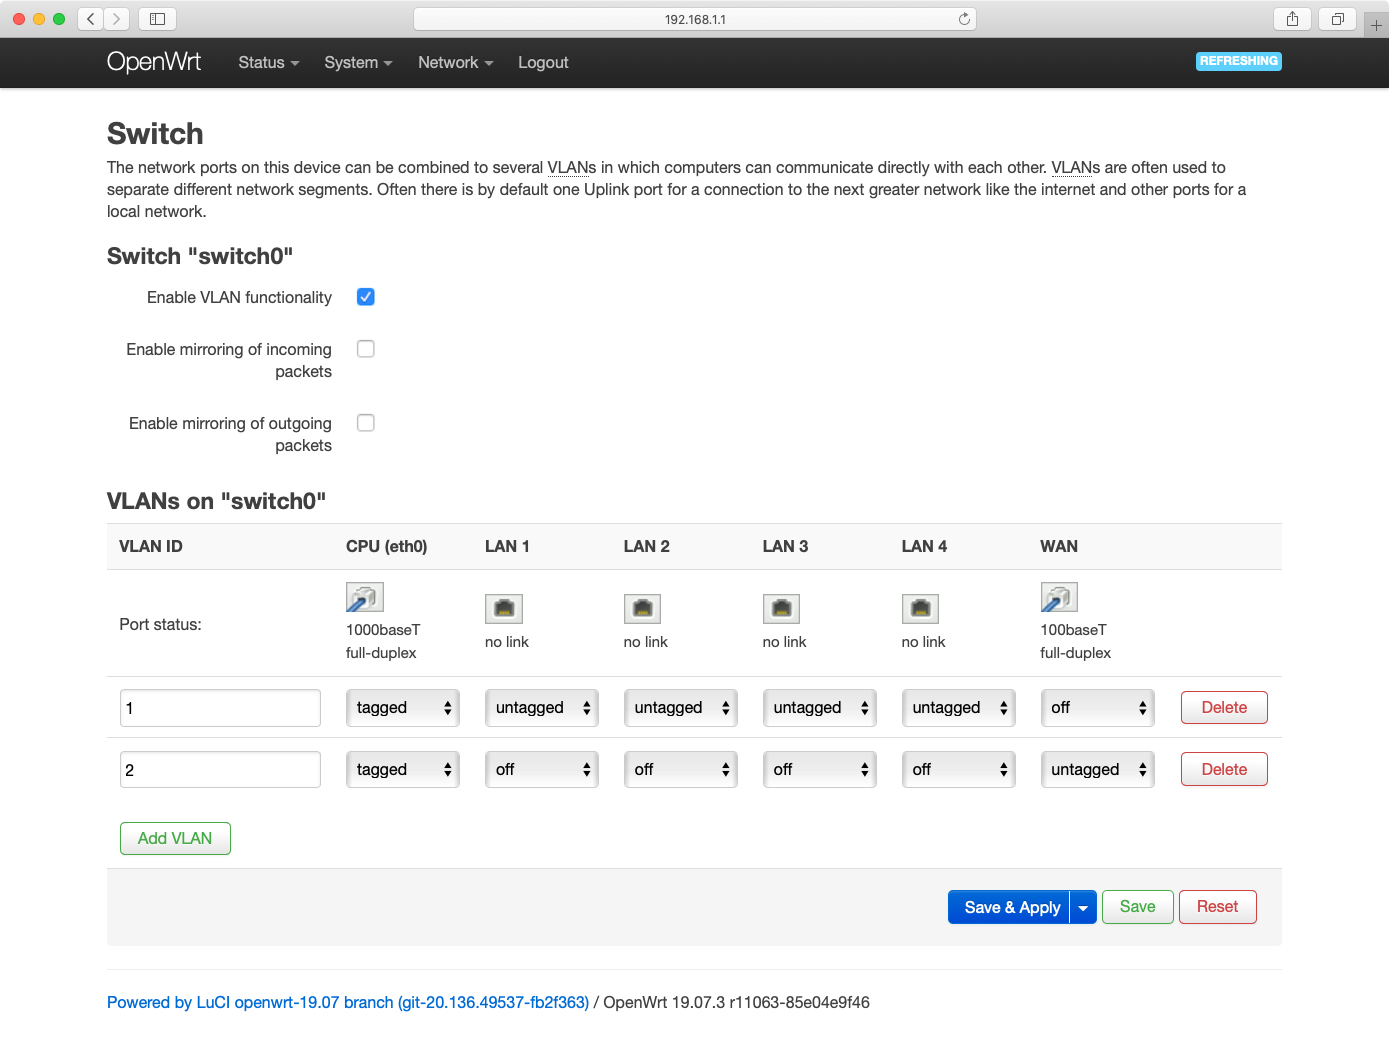 192.168.1.1
OpenWrt Status System Network Logout REFRESHING
Switch
The network ports on this device can be combined to several VLANs in which computers can communicate directly with each other. VLANs are often used to
separate different network segments. Often there is by default one Uplink port for a connection to the next greater network like the internet and other ports for a
local network.
Switch "switch0"
Enable VLAN functionality
Enable mirroring of incoming
packets
Enable mirroring of outgoing
packets
VLANs on "switch0"
VLAN ID CPU (eth0) LAN 1 LAN 2 LAN 3 LAN 4 WAN
Port status: 1000baseT full-duplex no link no link no link no link 100baseT full-duplex
1 tagged untagged untagged untagged untagged off Delete
2 tagged off off off off untagged Delete
Add VLAN
Save & Apply Save Reset
Powered by LuCI openwrt-19.07 branch (git-20.136.49537-fb2f363) / OpenWrt 19.07.3 r11063-85e04e9f46